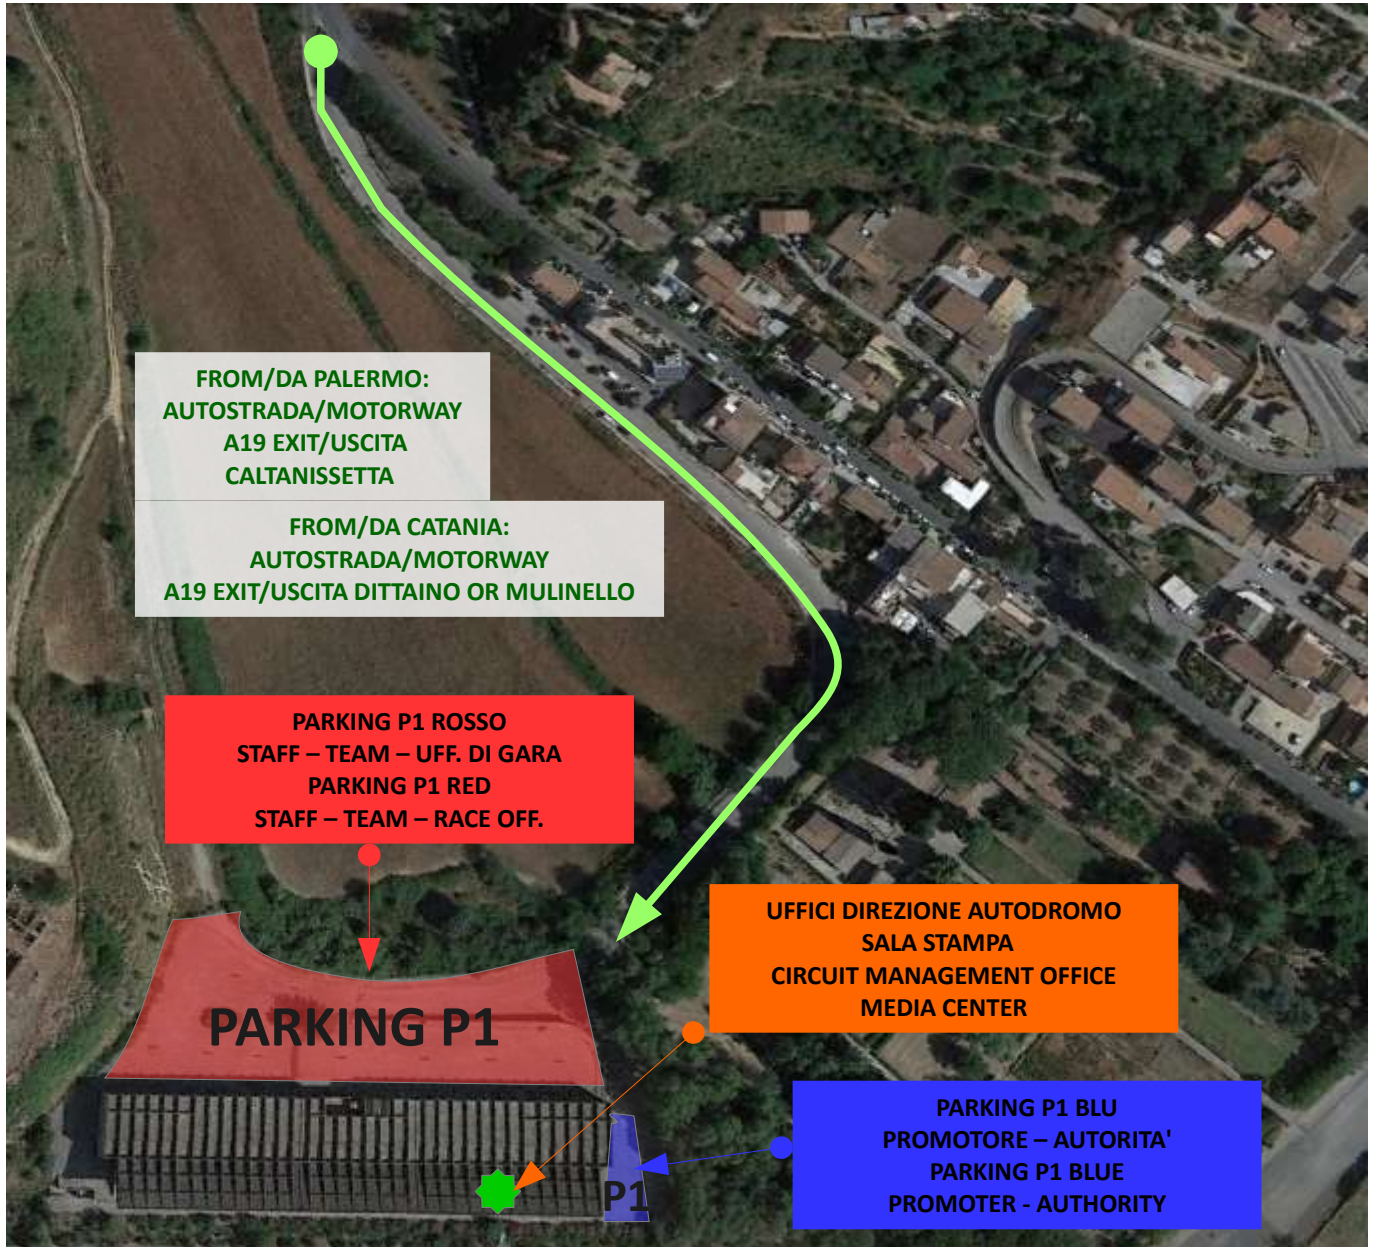 FROM/DA PALERMO:
AUTOSTRADA/MOTORWAY
A19 EXIT/USCITA
CALTANISSETTA
FROM/DA CATANIA:
AUTOSTRADA/MOTORWAY
A19 EXIT/USCITA DITTAINO OR MULINELLO
PARKING P1 ROSSO
STAFF – TEAM – UFF. DI GARA
PARKING P1 RED
STAFF – TEAM – RACE OFF.
UFFICI DIREZIONE AUTODROMO
SALA STAMPA
CIRCUIT MANAGEMENT OFFICE
MEDIA CENTER
PARKING P1
PARKING P1 BLU
PROMOTORE – AUTORITA'
PARKING P1 BLUE
PROMOTER - AUTHORITY
P1